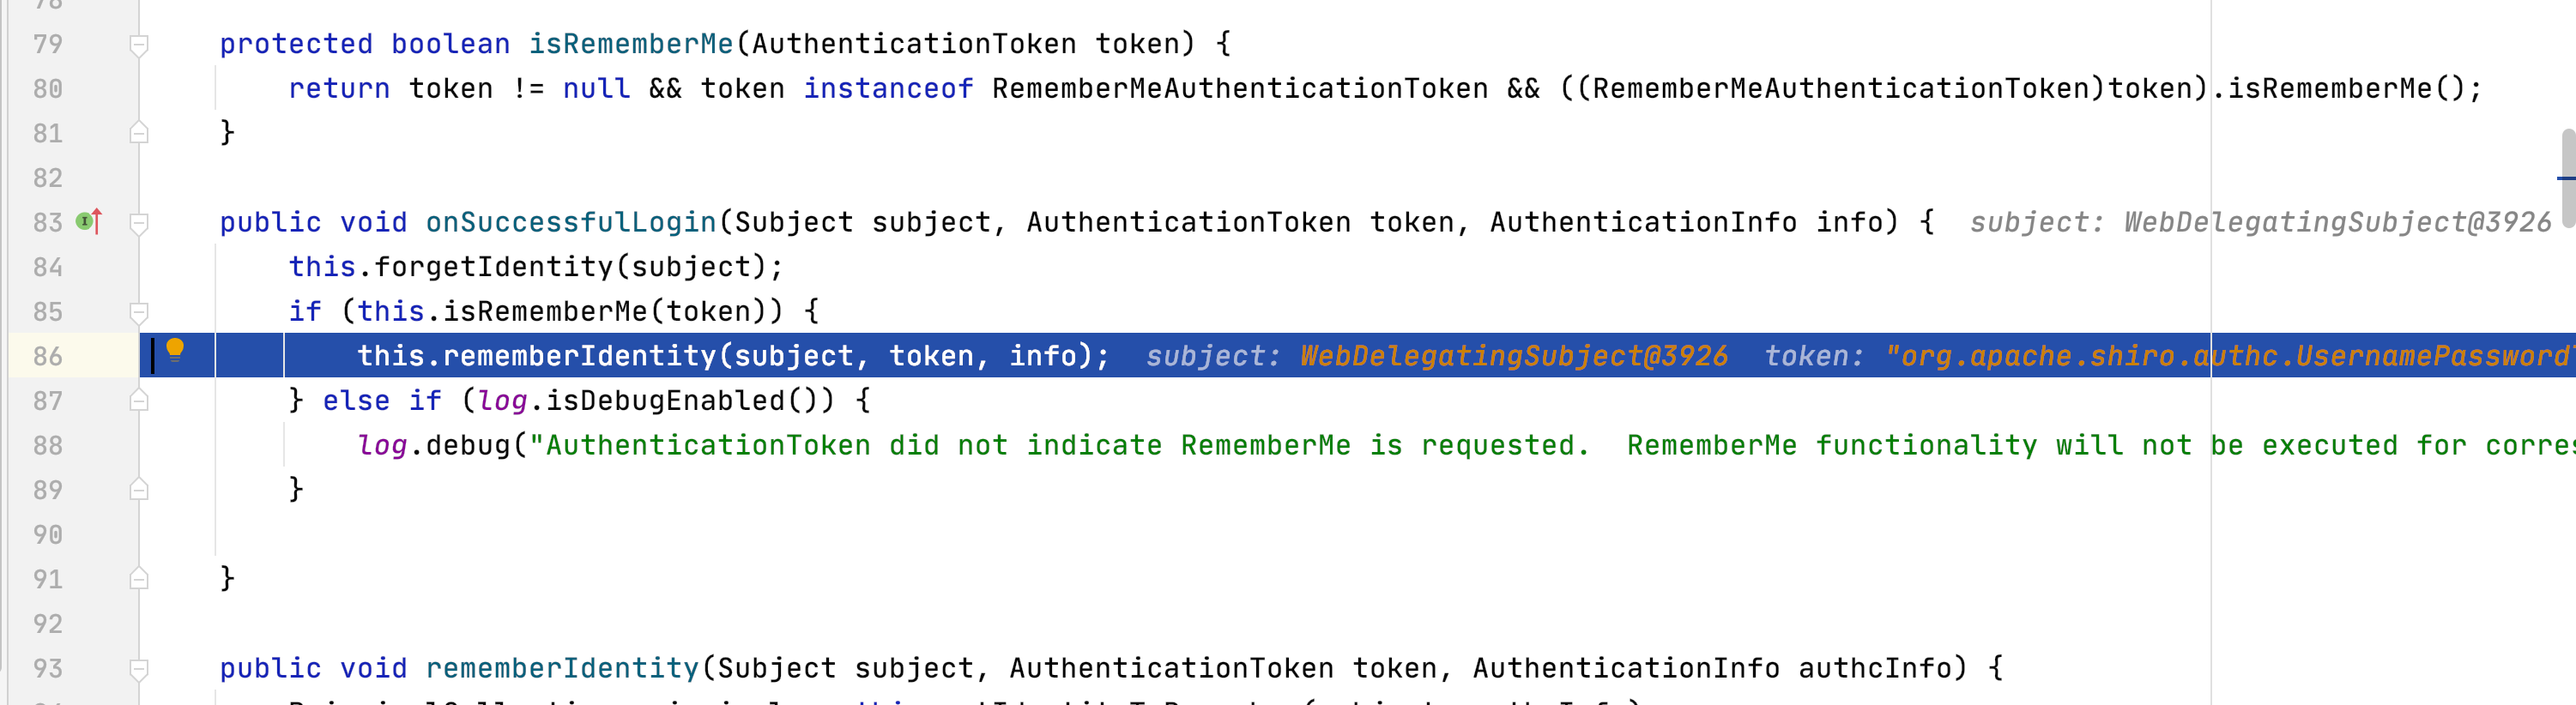 79 protected boolean isRememberMe(AuthenticationToken token) {
80 return token != null && token instanceof RememberMeAuthenticationToken && ((RememberMeAuthenticationToken)token).isRememberMe();
81 }
82
83 public void onSuccessfulLogin(Subject subject, AuthenticationToken token, AuthenticationInfo info) { subject: WebDelegatingSubject@3926
84 this.forgetIdentity(subject);
85 if (this.isRememberMe(token)) {
86 this.rememberIdentity(subject, token, info); subject: WebDelegatingSubject@3926 token: "org.apache.shiro.authc.UsernamePassword
87 } else if (log.isDebugEnabled()) {
88 log.debug("AuthenticationToken did not indicate RememberMe is requested. RememberMe functionality will not be executed for corres
89 }
90
91 }
92
93 public void rememberIdentity(Subject subject, AuthenticationToken token, AuthenticationInfo authcInfo) {